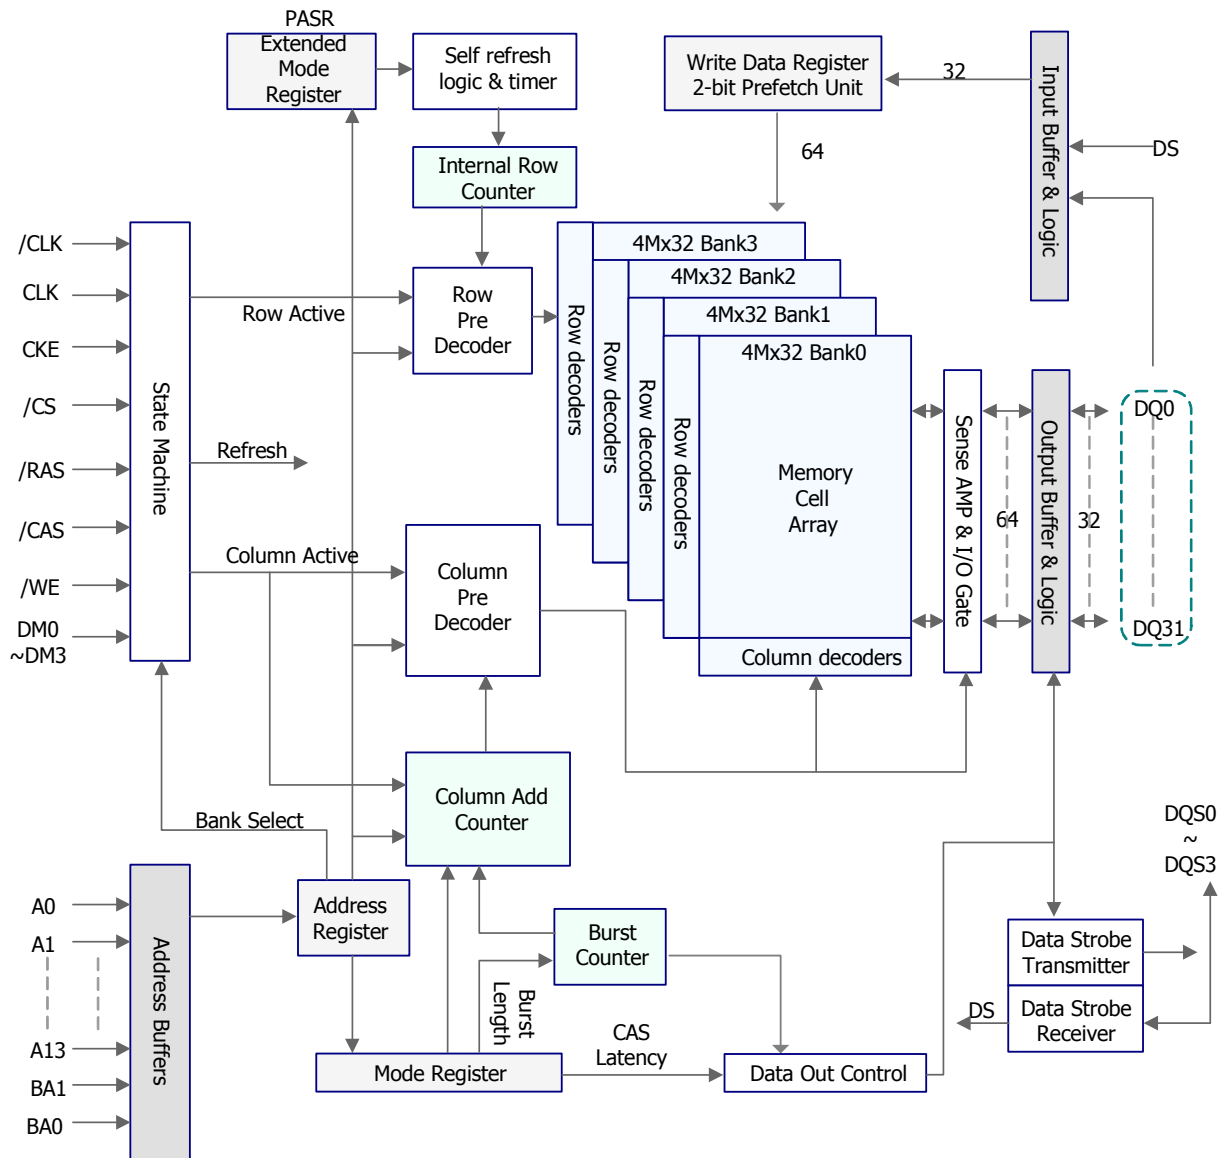 PASR
Extended
Mode
Register
Self refresh
logic & timer
Write Data Register
2-bit Prefetch Unit
32
Input Buffer & Logic
64
DS
Internal Row
Counter
/CLK
CLK
CKE
/CS
/RAS
/CAS
/WE
DM0
~DM3
State Machine
Row Active
Refresh
Column Active
Row
Pre
Decoder
4Mx32 Bank3
4Mx32 Bank2
4Mx32 Bank1
4Mx32 Bank0
Row decoders
Row decoders
Row decoders
Row decoders
Memory
Cell
Array
Column decoders
Sense AMP & I/O Gate
64
Output Buffer & Logic
32
DQ0
DQ31
Column
Pre
Decoder
Column Add
Counter
Bank Select
A0
A1
A13
BA1
BA0
Address Buffers
Address
Register
Burst
Counter
Burst
Length
Mode Register
CAS
Latency
Data Out Control
DQS0
~
DQS3
Data Strobe
Transmitter
Data Strobe
Receiver
DS